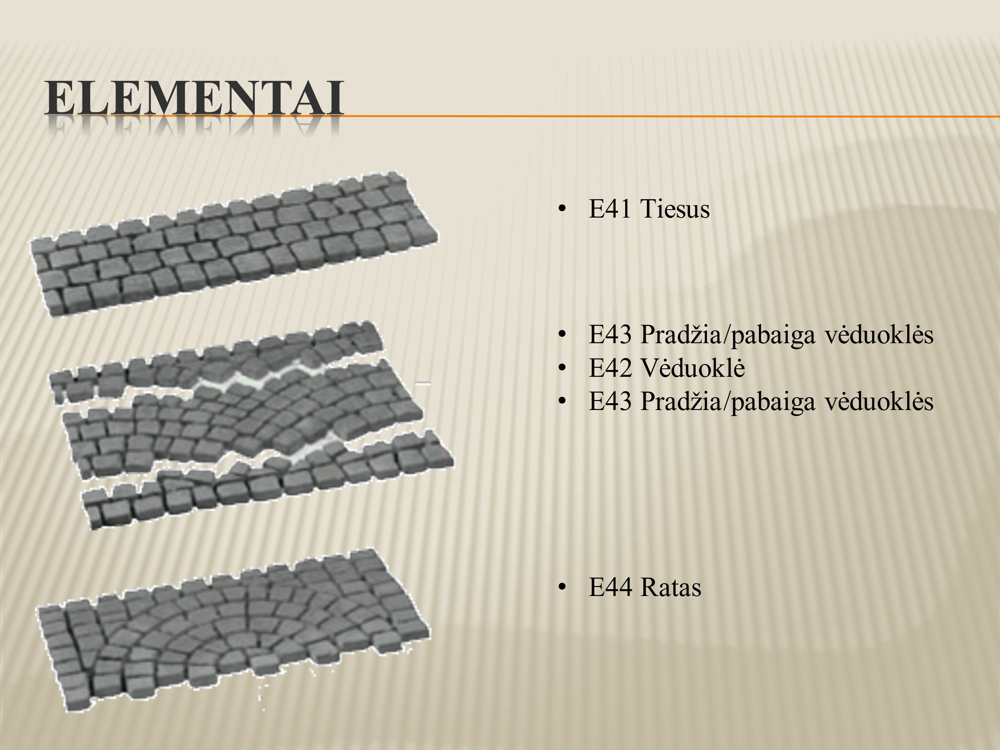 ELEMENTAI
• E41 Tiesus
• E43 Pradžia/pabaiga vėduoklės
• E42 Vėduoklė
• E43 Pradžia/pabaiga vėduoklės
• E44 Ratas